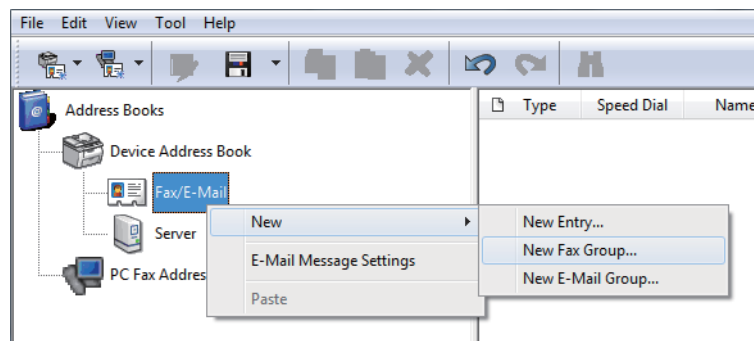 File Edit View Tool Help
Type Speed Dial Name
Address Books
Device Address Book
Fax/E-Mail
Server
PC Fax Addres
New
E-Mail Message Settings
Paste
New Entry...
New Fax Group...
New E-Mail Group...